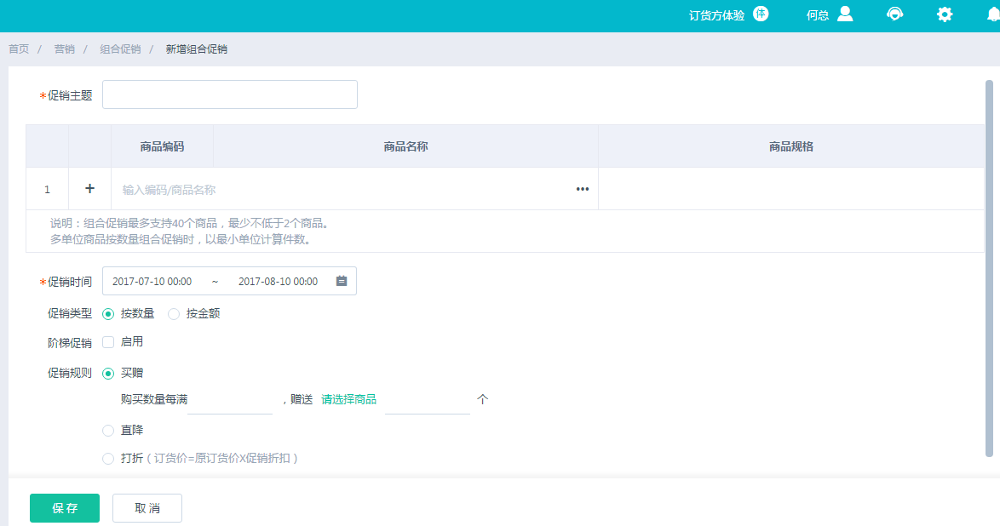 订货方体验 体 何总
首页 / 营销 / 组合促销 / 新增组合促销
*促销主题
商品编码 商品名称 商品规格
1 + 输入编码/商品名称 •••
说明：组合促销最多支持40个商品，最少不低于2个商品。
多单位商品按数量组合促销时，以最小单位计算件数。
*促销时间 2017-07-10 00:00 ~ 2017-08-10 00:00
促销类型 按数量 按金额
阶梯促销 启用
促销规则 买赠
购买数量每满 ，赠送 请选择商品 个
直降
打折（订货价=原订货价X促销折扣）
保存 取消